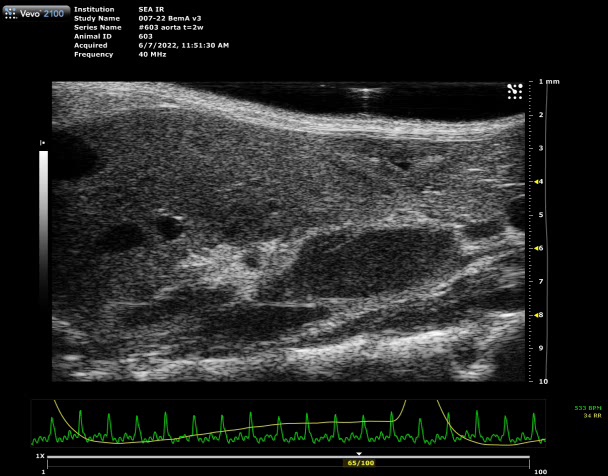 Vevo 2100
Institution SEA IR
Study Name 007-22 BemA v3
Series Name #603 aorta t=2w
Animal ID 603
Acquired 6/7/2022, 11:51:30 AM
Frequency 40 MHz
1 mm
2
3
4
5
6
7
8
9
10
533 BPM
34 RR
1X
65/100
1
100